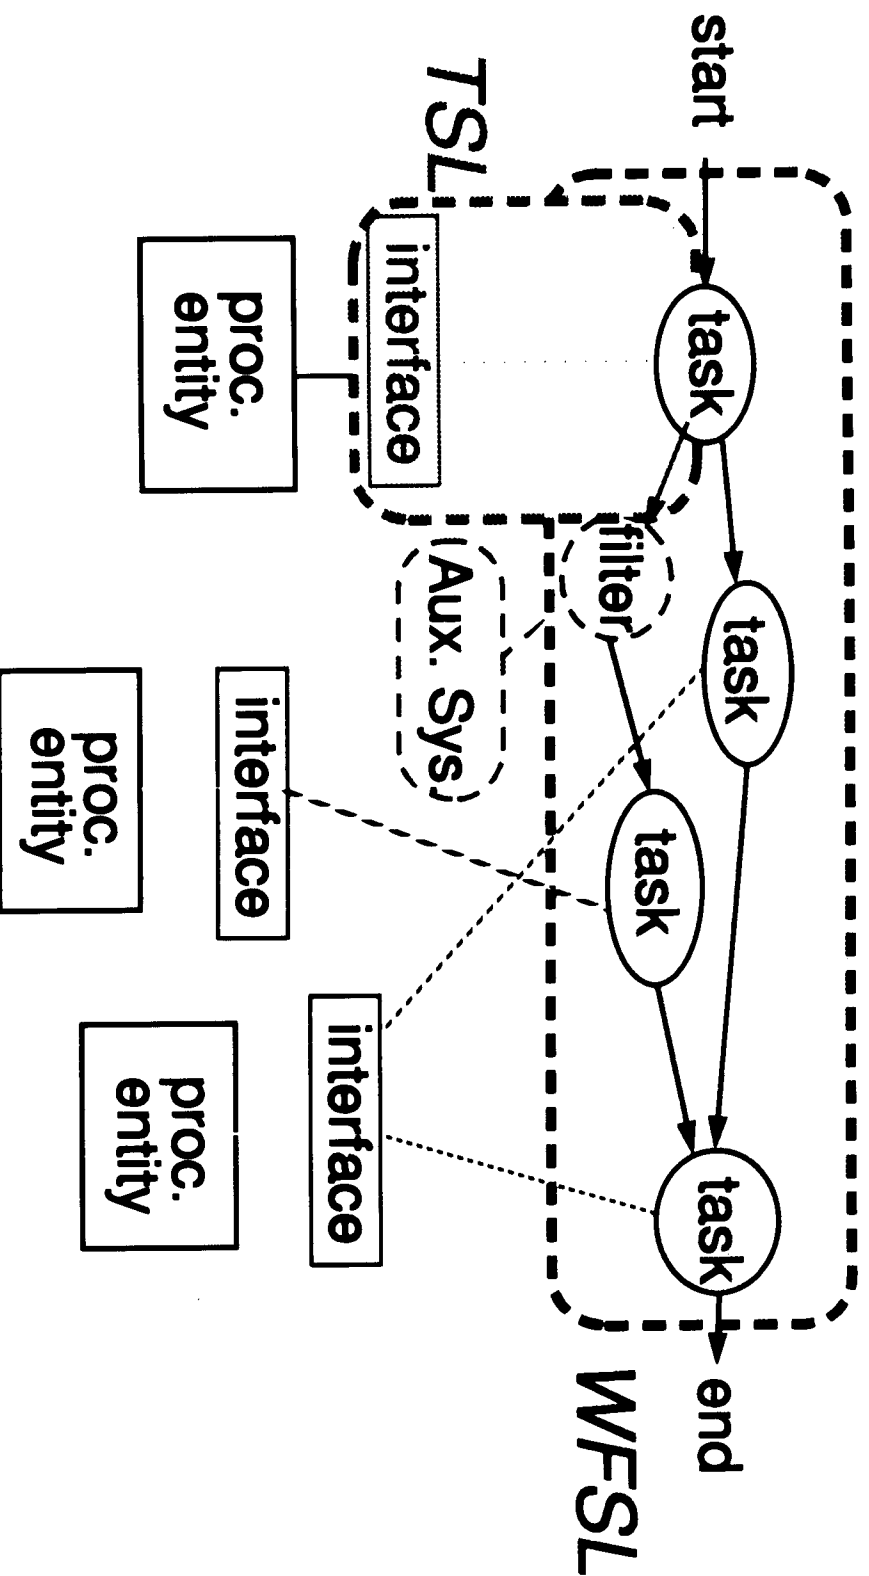 start
task
task
filter
task
task
end
WFSL
TSL
interface
Aux. Sys
interface
interface
proc.
entity
proc.
entity
proc.
entity